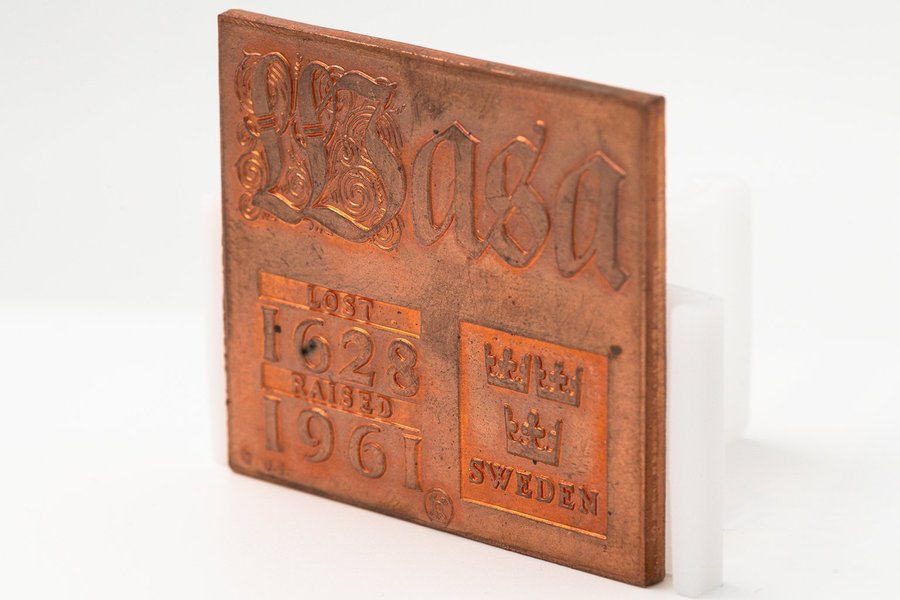 Wasa
LOST
1628
RAISED
1961
SWEDEN